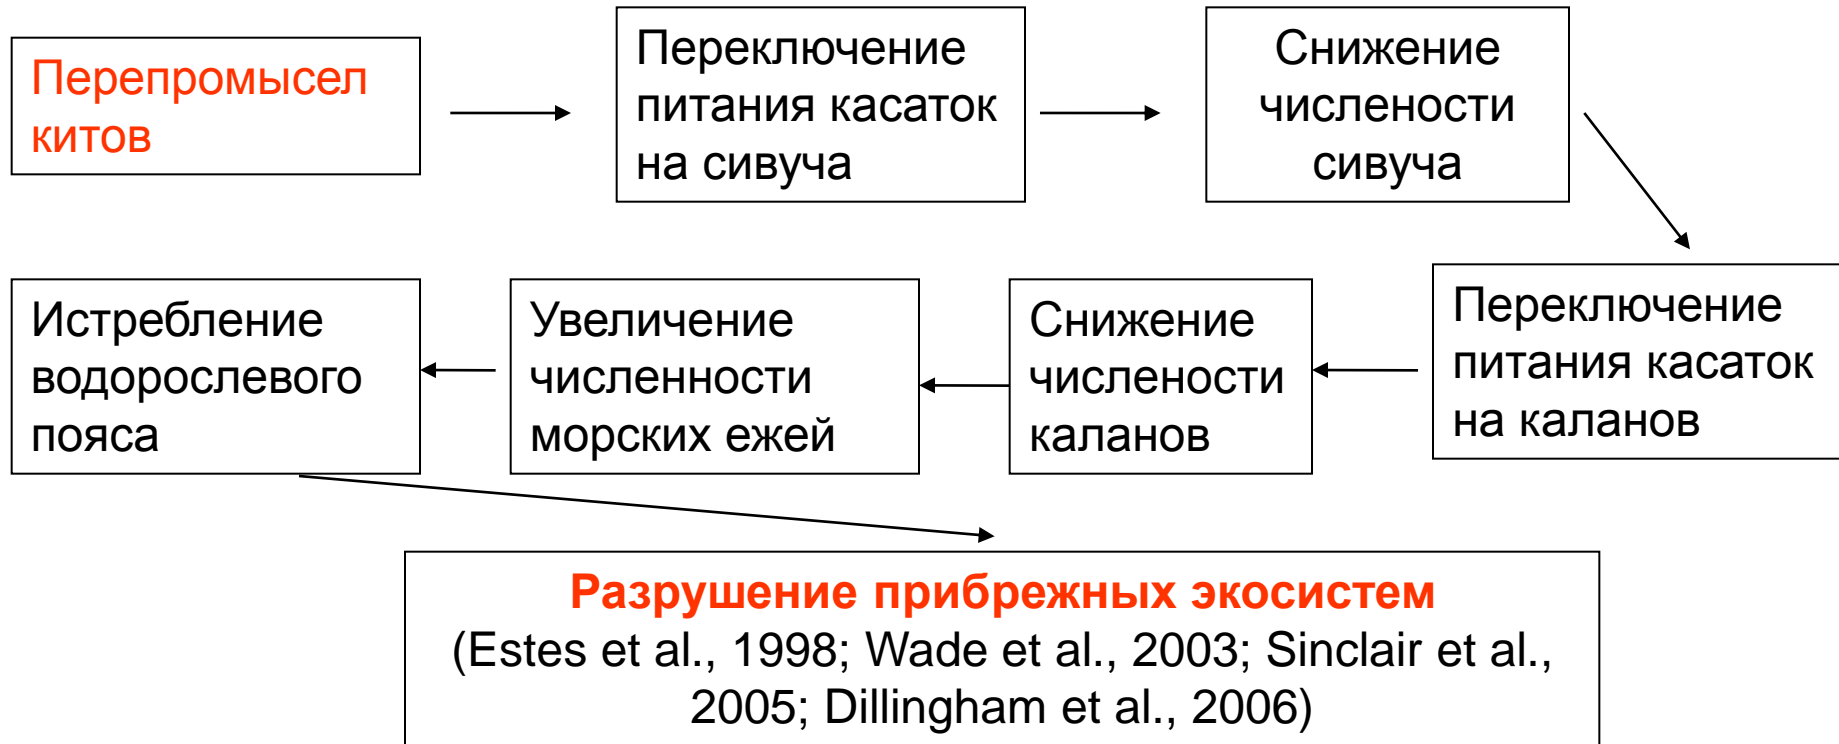 Перепромысел
китов
Переключение
питания касаток
на сивуча
Снижение
числености
сивуча
Переключение
питания касаток
на каланов
Снижение
числености
каланов
Увеличение
численности
морских ежей
Истребление
водорослевого
пояса
Разрушение прибрежных экосистем
(Estes et al., 1998; Wade et al., 2003; Sinclair et al.,
2005; Dillingham et al., 2006)